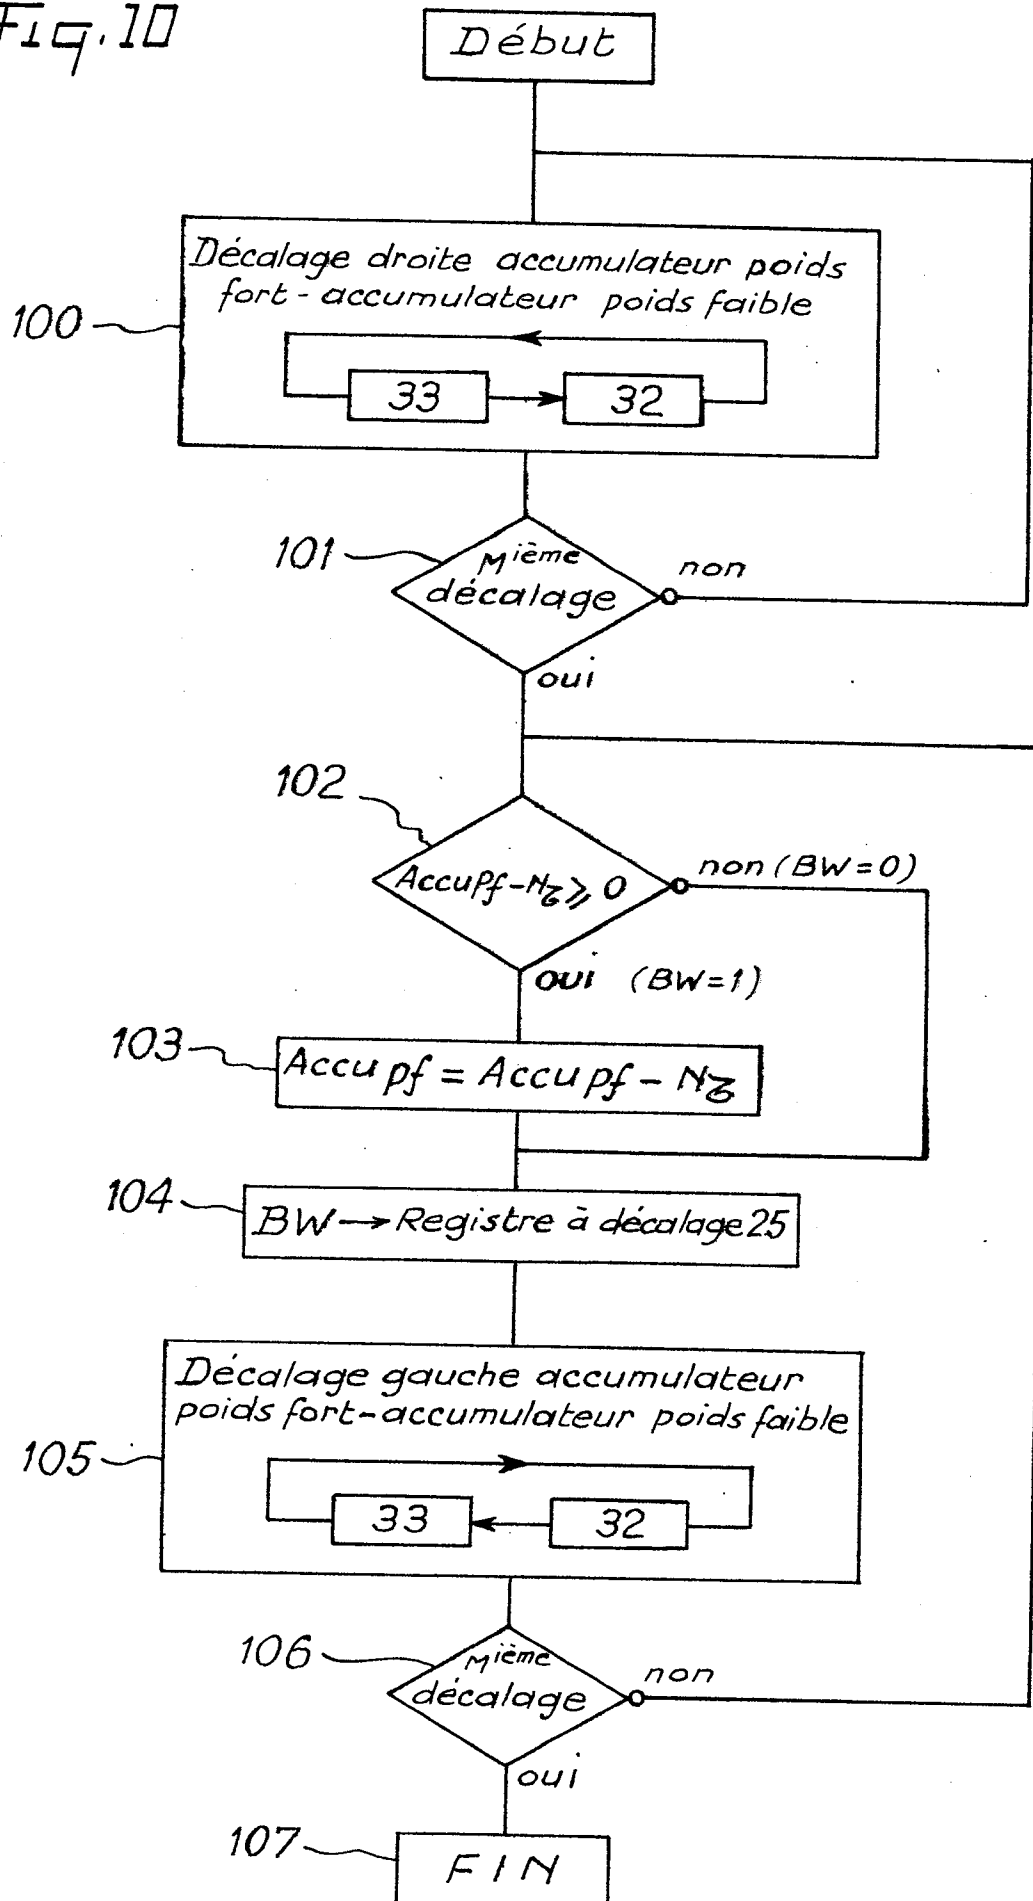 Fig.10
Début
Décalage droite accumulateur poids
fort-accumulateur poids faible
100
33
32
101
Mième
décalage
non
oui
102
AccuPf-Nτ⩾0
non (BW=0)
oui (BW=1)
103
Accu pf = Accu pf - Nτ
104
BW→Registre à décalage 25
Décalage gauche accumulateur
poids fort-accumulateur poids faible
105
33
32
106
Mième
décalage
non
oui
107
FIN